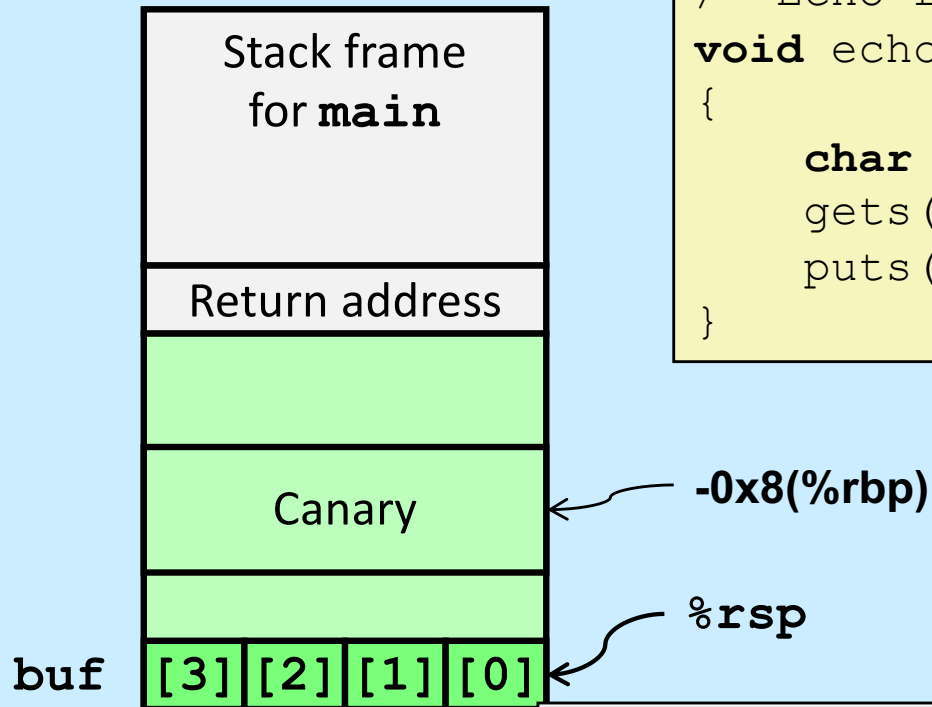 Stack frame
for main
Return address
Canary
buf [3] [2] [1] [0]
void echo
{
char
gets(
puts(
}
-0x8(%rbp)
%rsp